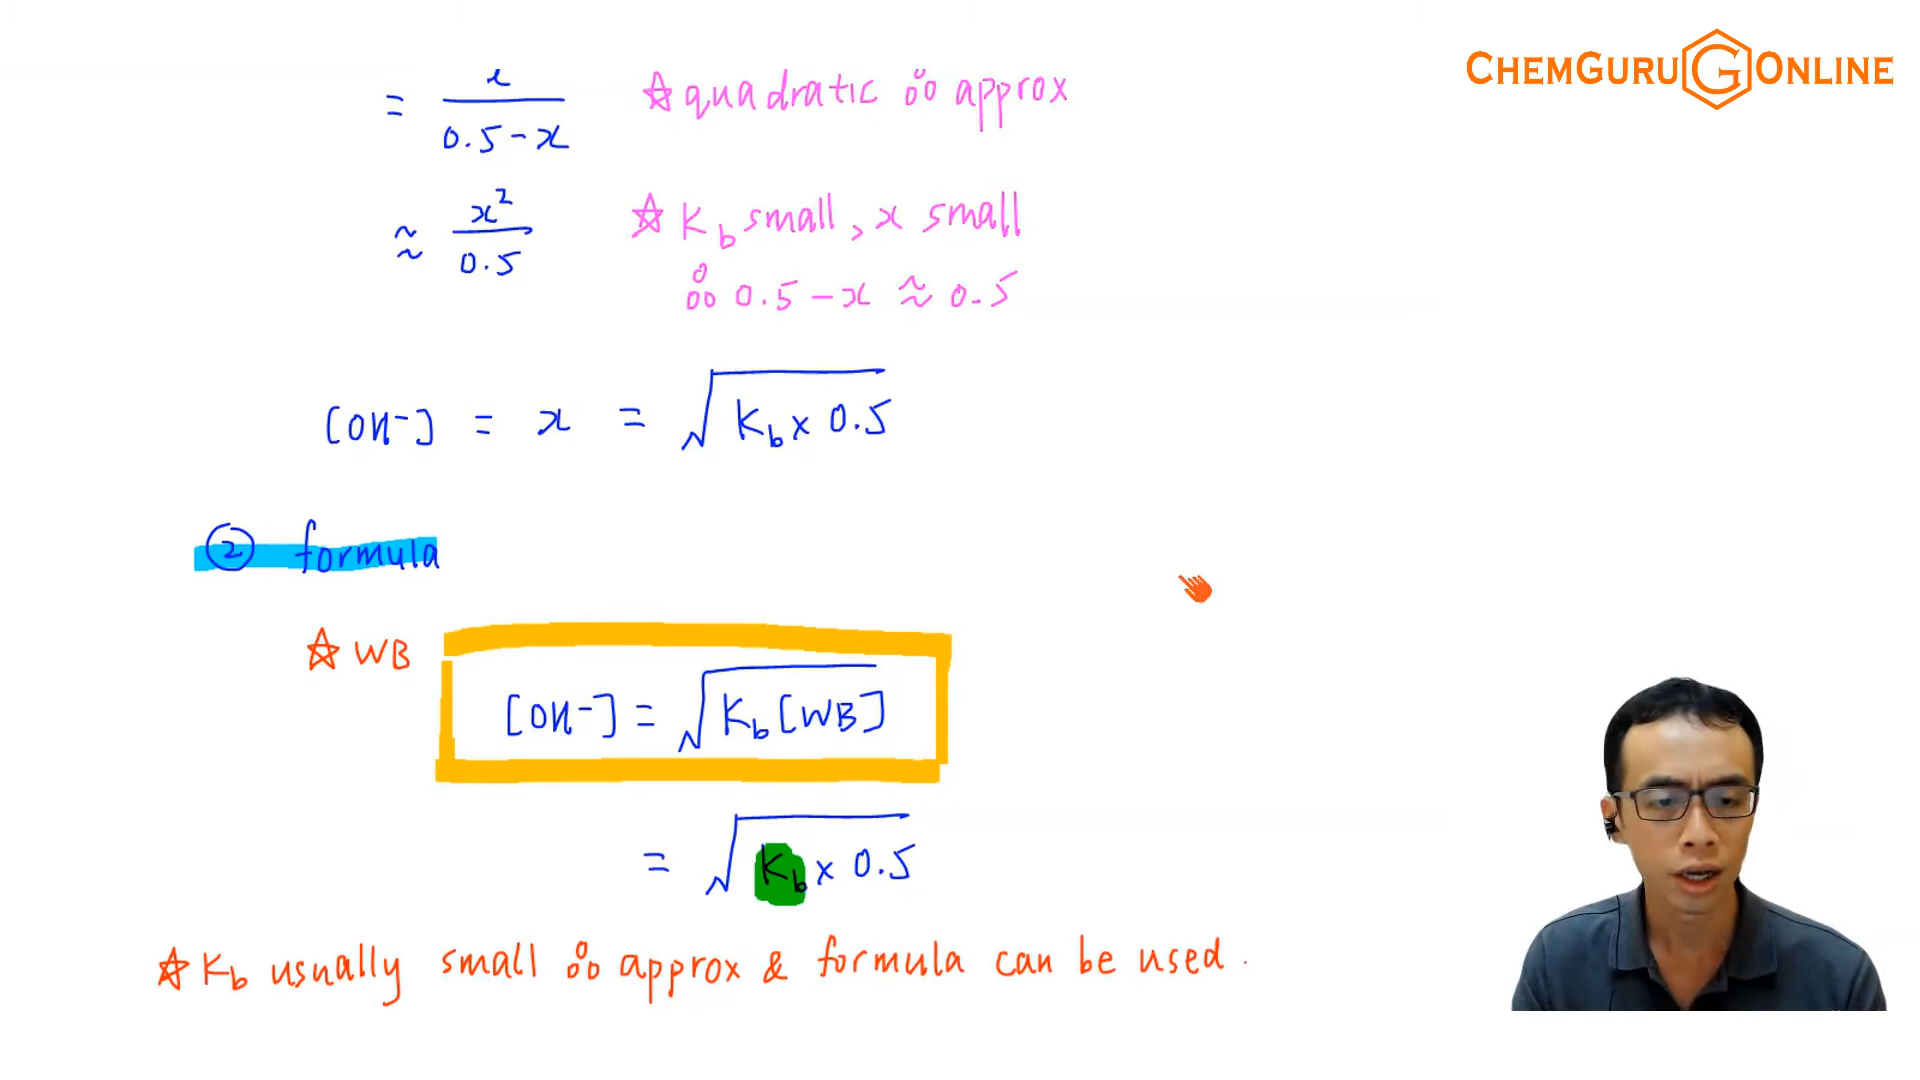 CHEMGURU G ONLINE
= x / 0.5 - x ☆ quadratic ∴ approx
≈ x² / 0.5 ☆ Kb small, x small
∴ 0.5 - x ≈ 0.5
[OH⁻] = x = √(Kb x 0.5)
② formula
☆ WB
[OH⁻] = √(Kb [WB])
= √(Kb x 0.5)
☆ Kb usually small ∴ approx & formula can be used.